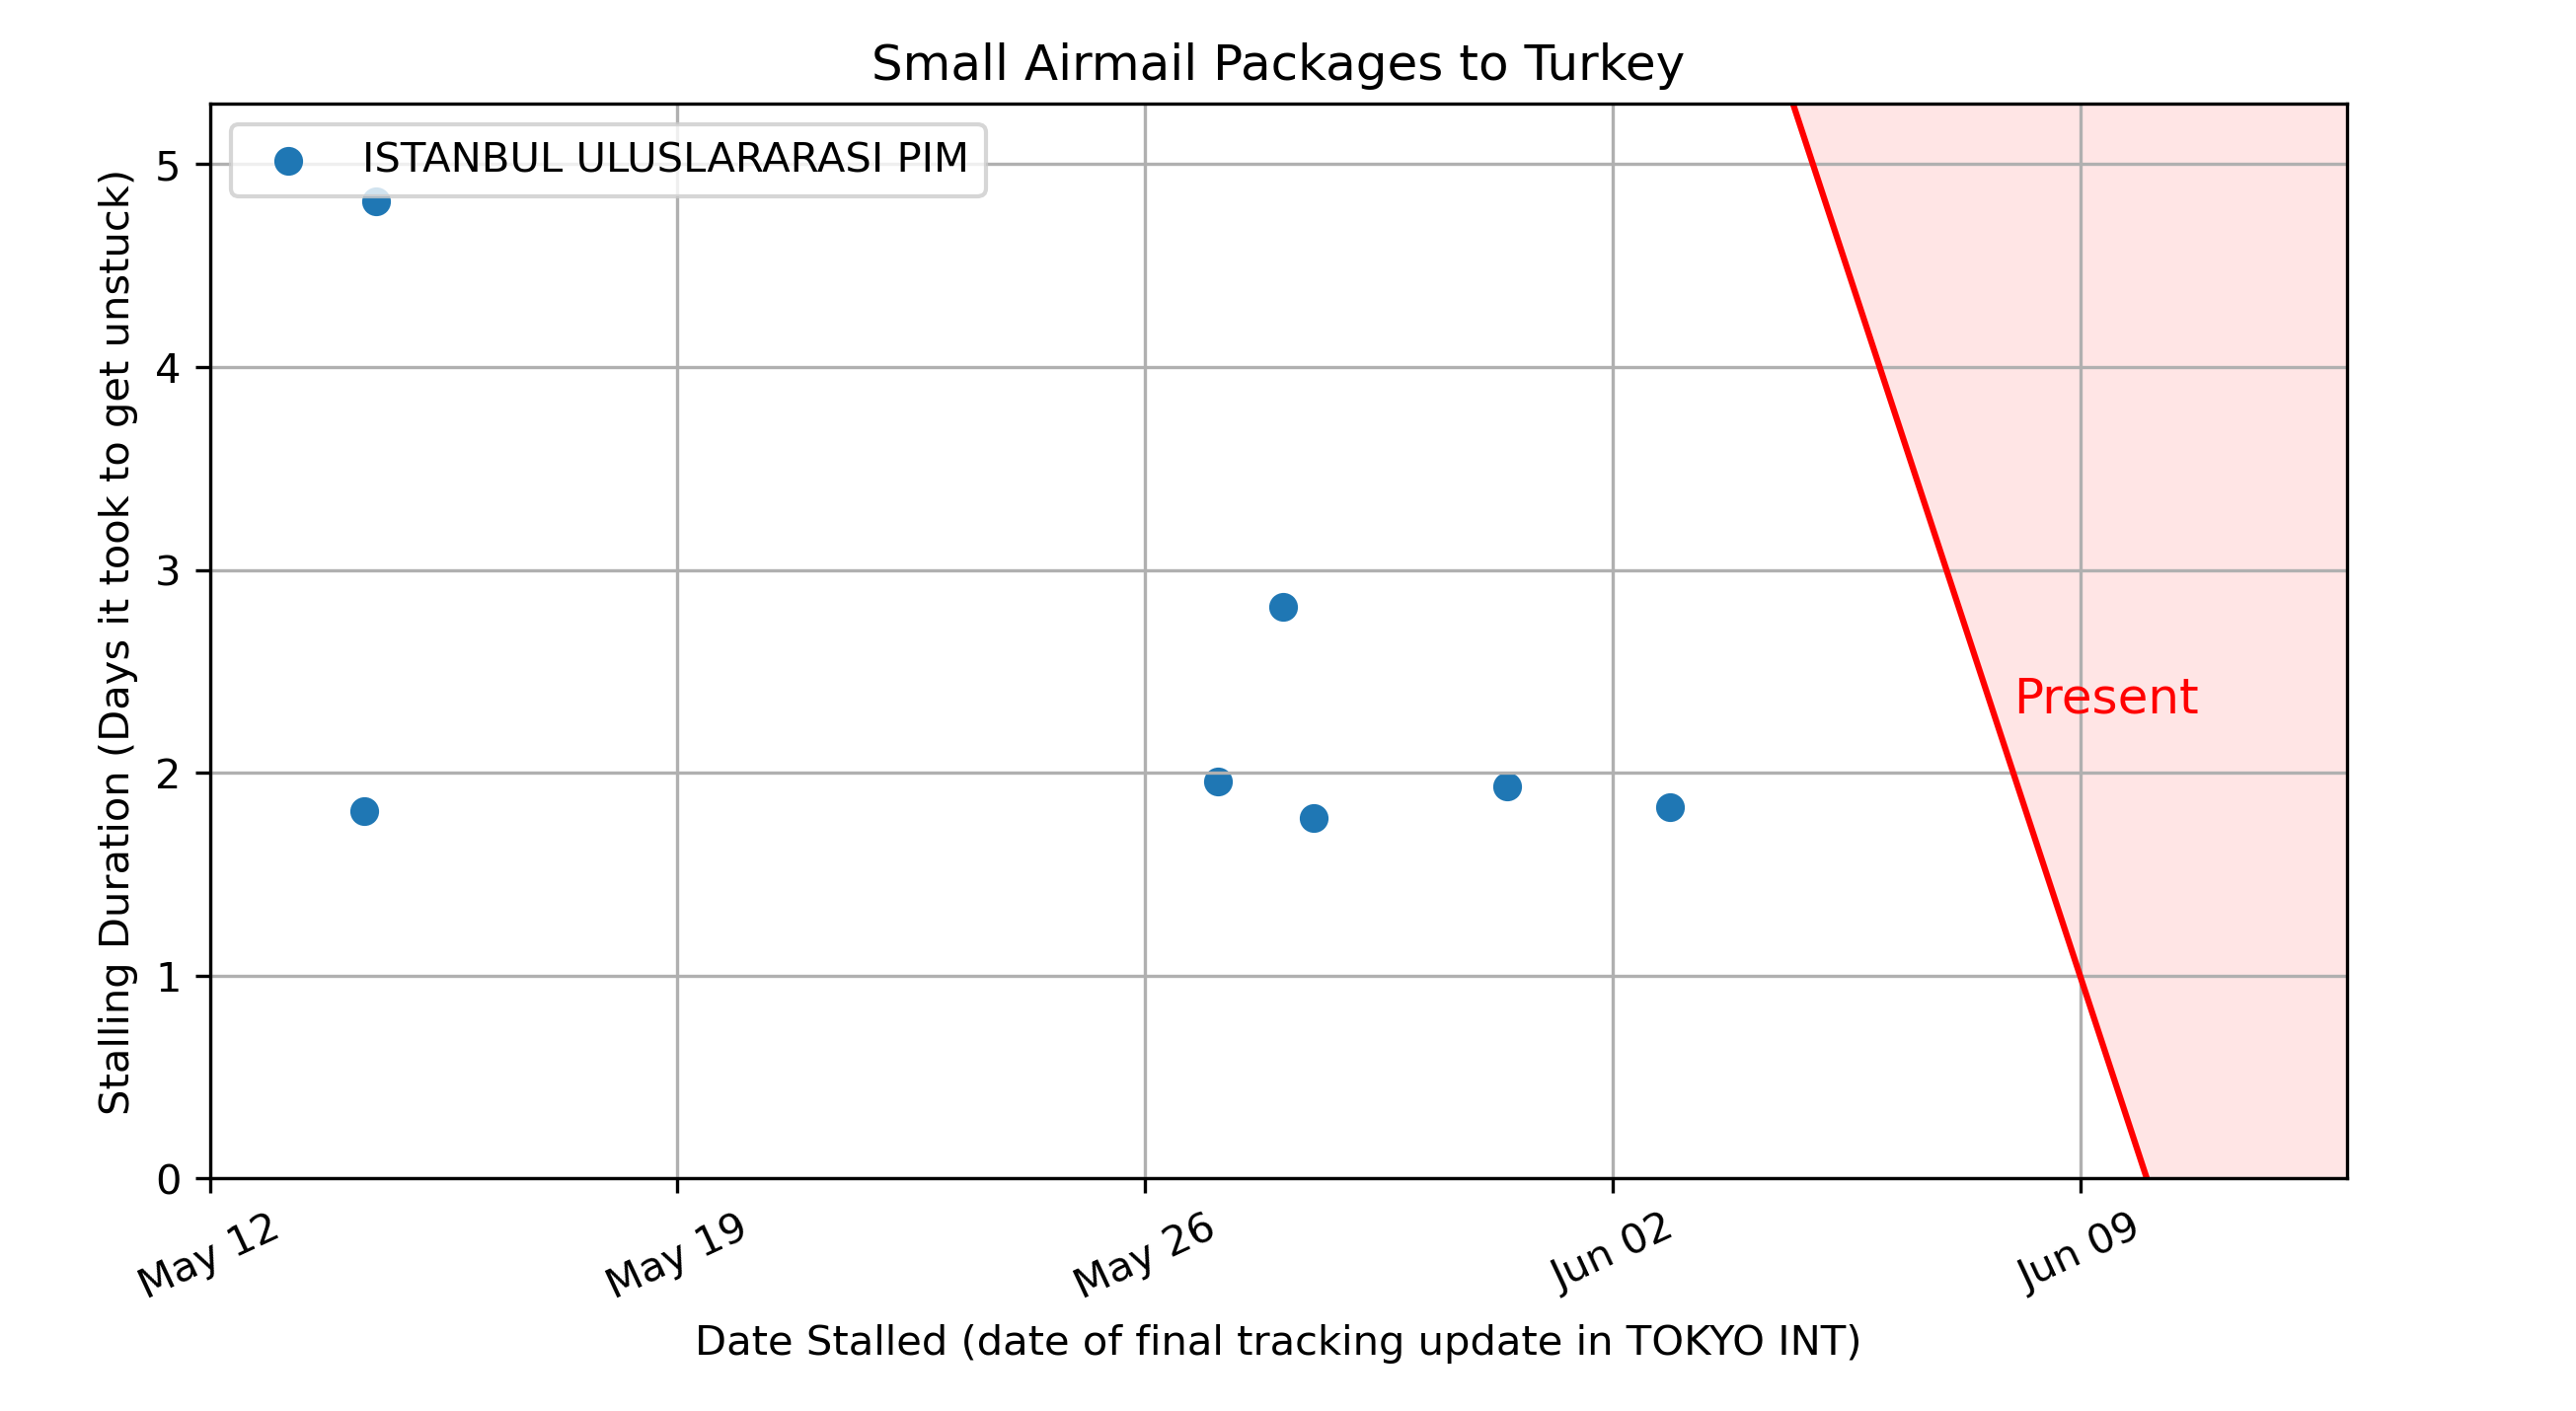 Small Airmail Packages to Turkey
ISTANBUL ULUSLARARASI PIM
Stalling Duration (Days it took to get unstuck)
5
4
3
2
1
0
Present
May 12
May 19
May 26
Jun 02
Jun 09
Date Stalled (date of final tracking update in TOKYO INT)